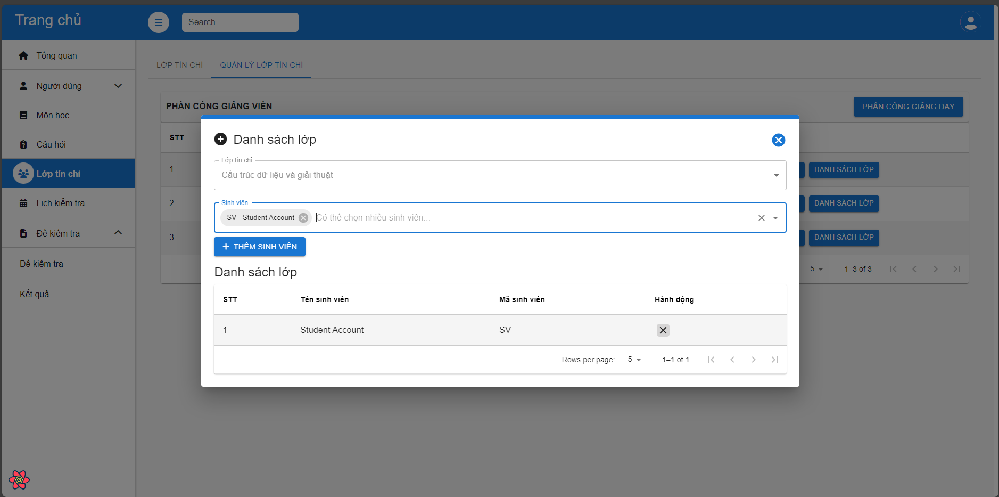 Trang chủ
Search
Tổng quan
Người dùng
Môn học
Câu hỏi
Lớp tín chỉ
Lịch kiểm tra
Đề kiểm tra
Đề kiểm tra
Kết quả
LỚP TÍN CHỈ
QUẢN LÝ LỚP TÍN CHỈ
PHÂN CÔNG GIẢNG VIÊN
PHÂN CÔNG GIẢNG DẠY
STT
1
DANH SÁCH LỚP
2
DANH SÁCH LỚP
3
DANH SÁCH LỚP
5
1–3 of 3
Danh sách lớp
Lớp tín chỉ
Cấu trúc dữ liệu và giải thuật
Sinh viên
SV - Student Account
Có thể chọn nhiều sinh viên...
THÊM SINH VIÊN
Danh sách lớp
STT Tên sinh viên Mã sinh viên Hành động
1 Student Account SV
Rows per page: 5 1–1 of 1